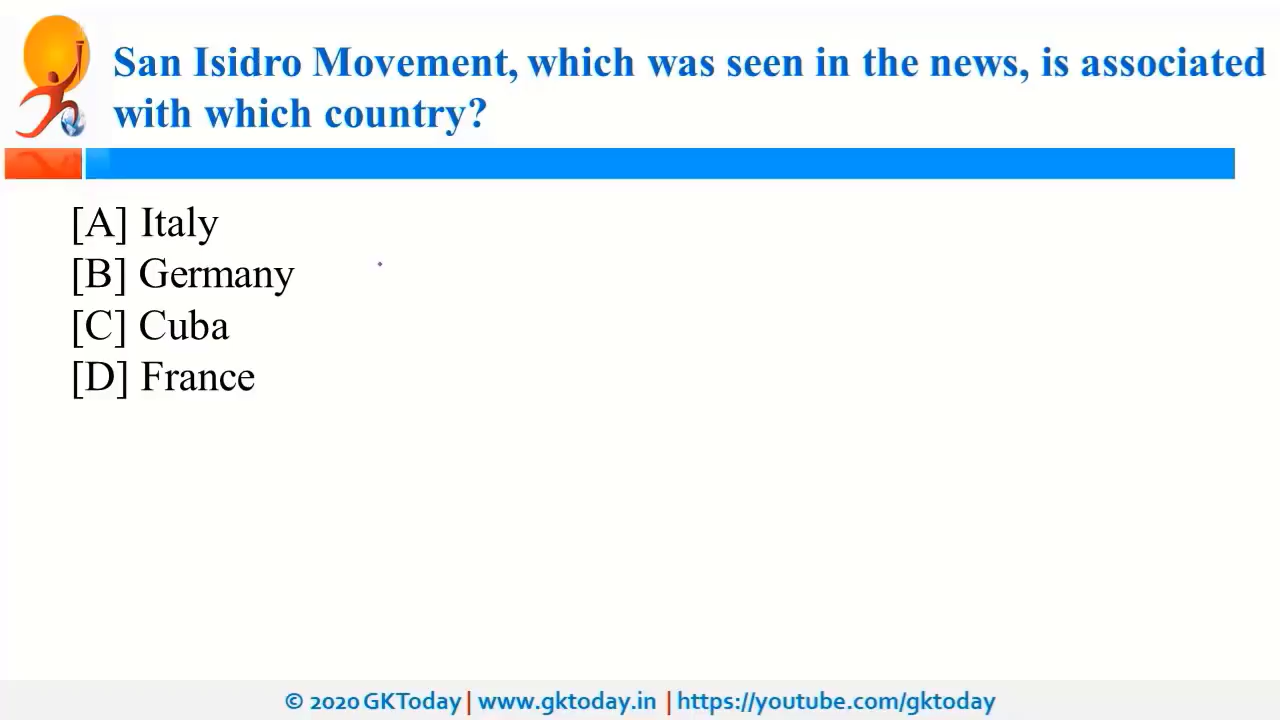 San Isidro Movement, which was seen in the news, is associated
with which country?
[A] Italy
[B] Germany
[C] Cuba
[D] France
© 2020 GKToday | www.gktoday.in | https://youtube.com/gktoday